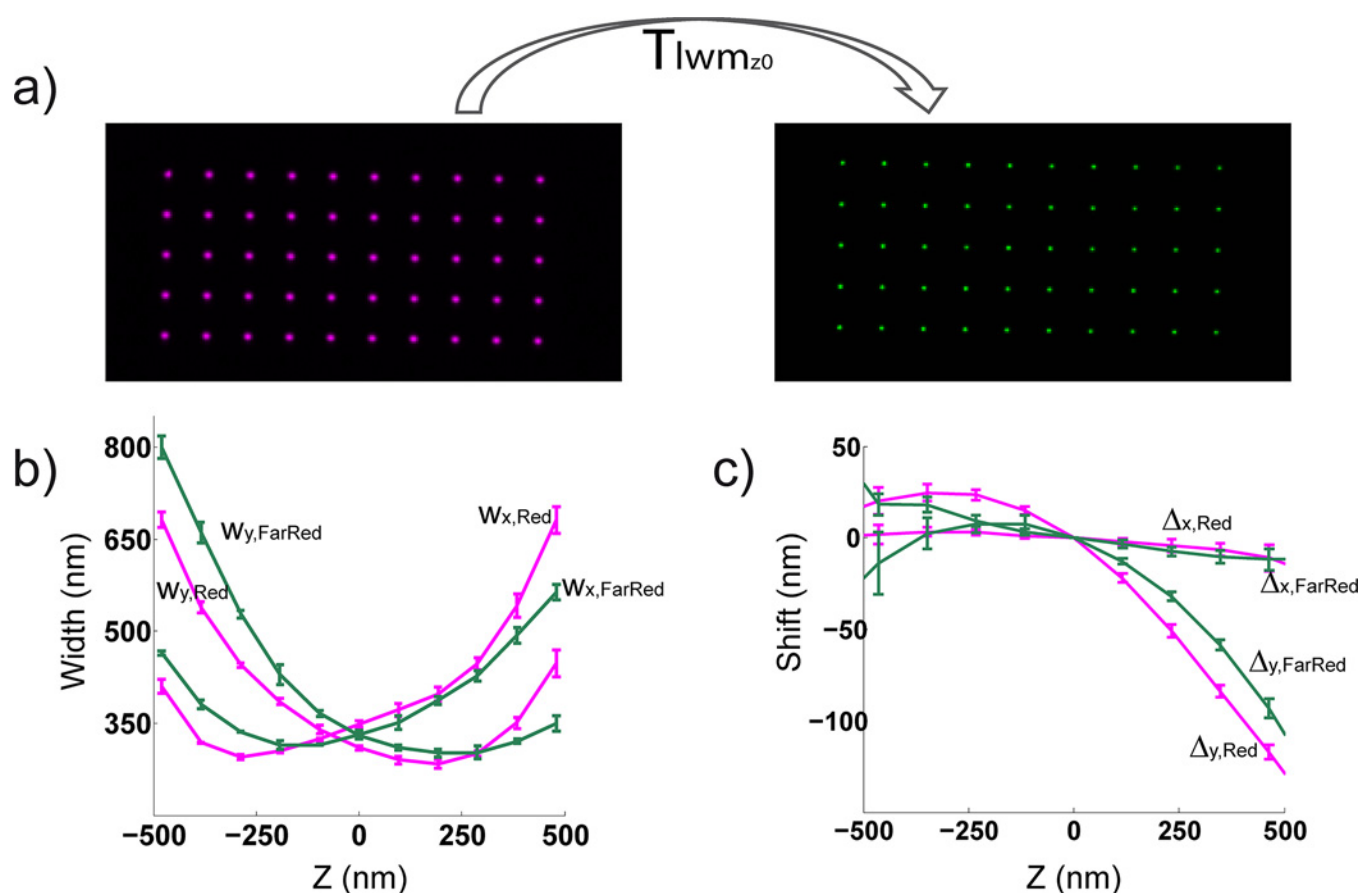 Tlwmz0
a)
b)
800
650
500
350
Width (nm)
wy,FarRed
wy,Red
wx,Red
wx,FarRed
−500
−250
0
250
500
Z (nm)
c)
50
0
−50
−100
Shift (nm)
Δx,Red
Δx,FarRed
Δy,FarRed
Δy,Red
−500
−250
0
250
500
Z (nm)